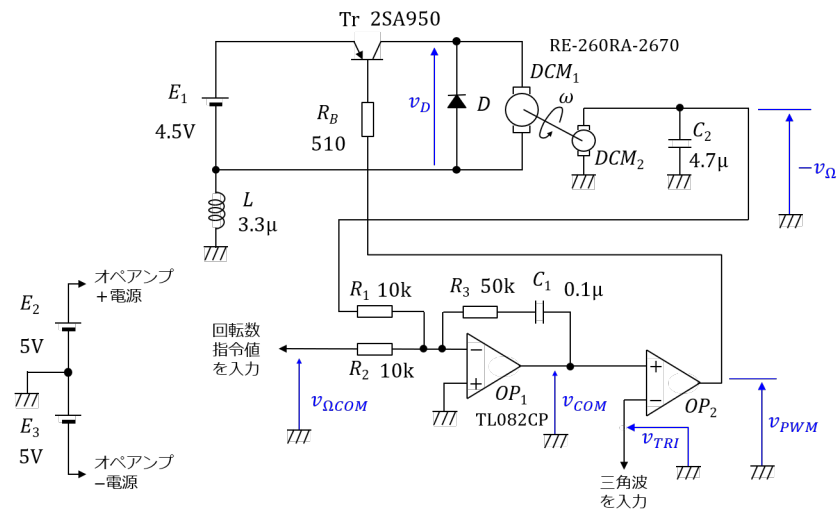 Tr 2SA950
RE-260RA-2670
E1
4.5V
RB
510
vD
D
DCM1
ω
DCM2
C2
4.7μ
−vΩ
L
3.3μ
オペアンプ
+電源
E2
5V
E3
5V
オペアンプ
−電源
回転数
指令値
を入力
R1 10k
R2 10k
R3 50k
C1
0.1μ
−
+
OP1
TL082CP
vΩCOM
vCOM
+
−
OP2
vTRI
vPWM
三角波
を入力